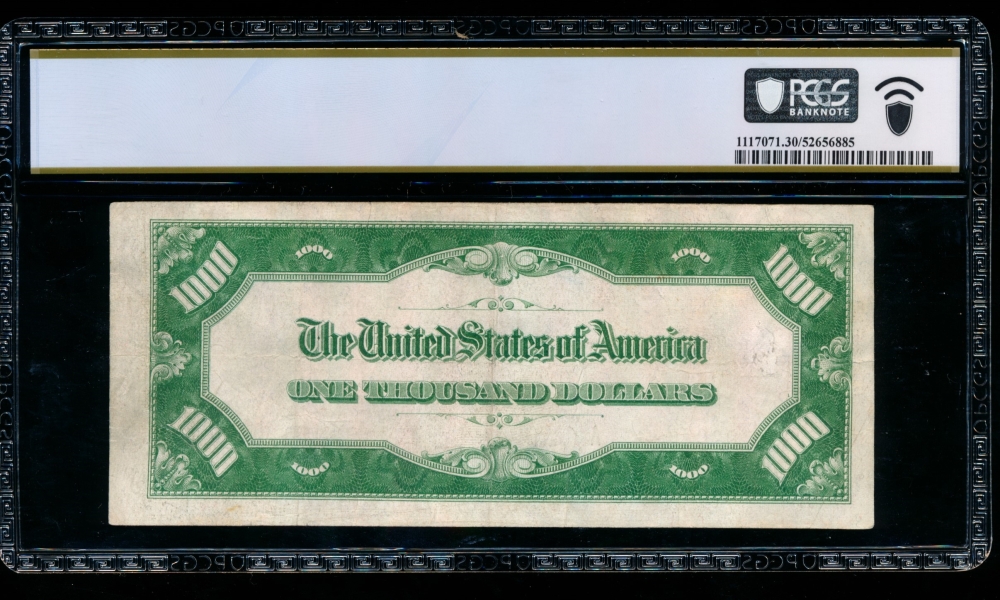 PCGS
BANKNOTE
1117071.30/52656885
1000 1000 1000 1000
The United States of America
ONE THOUSAND DOLLARS
1000 1000 1000 1000